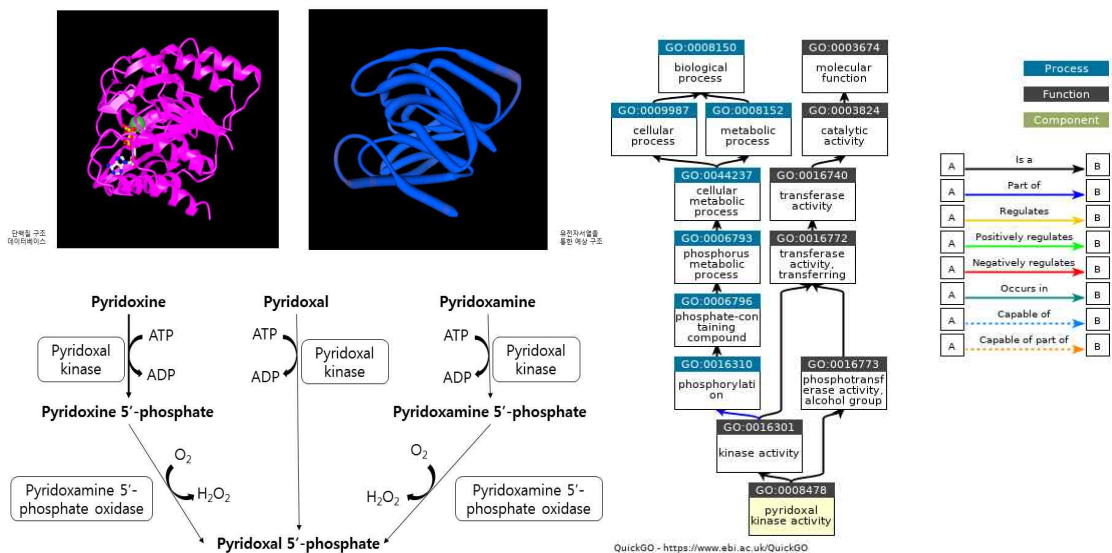 단백질 구조
데이터베이스
유전자서열을
통한 예상 구조
Pyridoxine
Pyridoxal
Pyridoxamine
ATP
ADP
Pyridoxal
kinase
ATP
ADP
Pyridoxal
kinase
ATP
ADP
Pyridoxal
kinase
Pyridoxine 5’-phosphate
Pyridoxamine 5’-phosphate
O2
H2O2
O2
H2O2
Pyridoxamine 5’-
phosphate oxidase
Pyridoxamine 5’-
phosphate oxidase
Pyridoxal 5’-phosphate
GO:0008150
biological
process
GO:0003674
molecular
function
GO:0009987
cellular
process
GO:0008152
metabolic
process
GO:0003824
catalytic
activity
GO:0044237
cellular
metabolic
process
GO:0016740
transferase
activity
GO:0006793
phosphorus
metabolic
process
GO:0016772
transferase
activity,
transferring
GO:0006796
phosphate-con
taining
compound
GO:0016310
phosphorylati
on
GO:0016773
phosphotransf
erase activity,
alcohol group
GO:0016301
kinase activity
GO:0008478
pyridoxal
kinase activity
QuickGO - https://www.ebi.ac.uk/QuickGO
Process
Function
Component
A Is a B
A Part of B
A Regulates B
A Positively regulates B
A Negatively regulates B
A Occurs in B
A Capable of B
A Capable of part of B